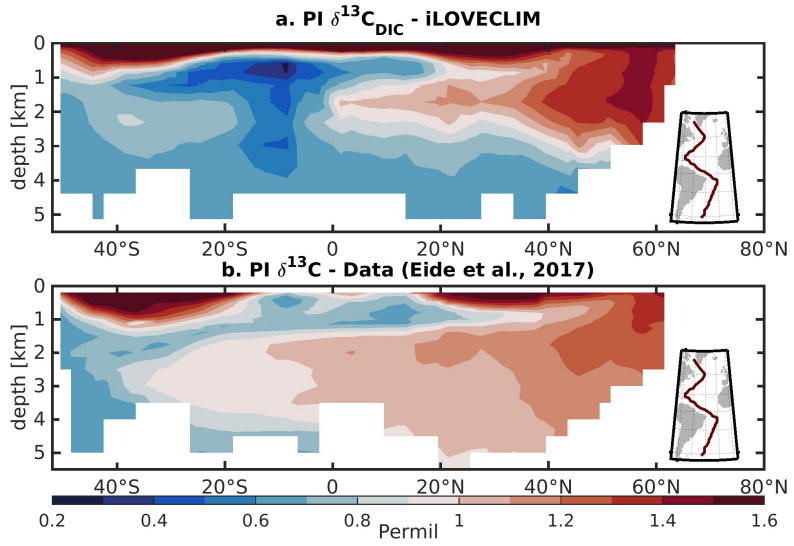 a. PI δ¹³C_DIC - iLOVECLIM
0
1
2
3
4
5
depth [km]
40°S 20°S 0 20°N 40°N 60°N 80°N
b. PI δ¹³C - Data (Eide et al., 2017)
0
1
2
3
4
5
depth [km]
40°S 20°S 0 20°N 40°N 60°N 80°N
0.2 0.4 0.6 0.8 1 1.2 1.4 1.6
Permil